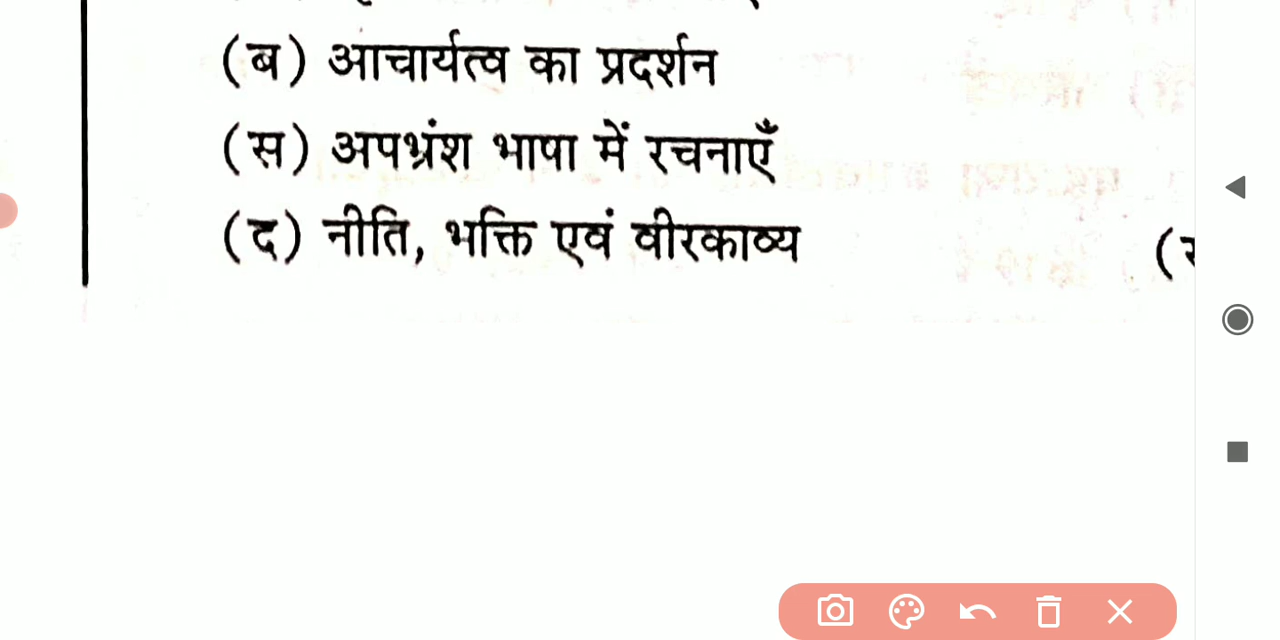 (ब) आचार्यत्व का प्रदर्शन
(स) अपभ्रंश भाषा में रचनाएँ
(द) नीति, भक्ति एवं वीरकाव्य